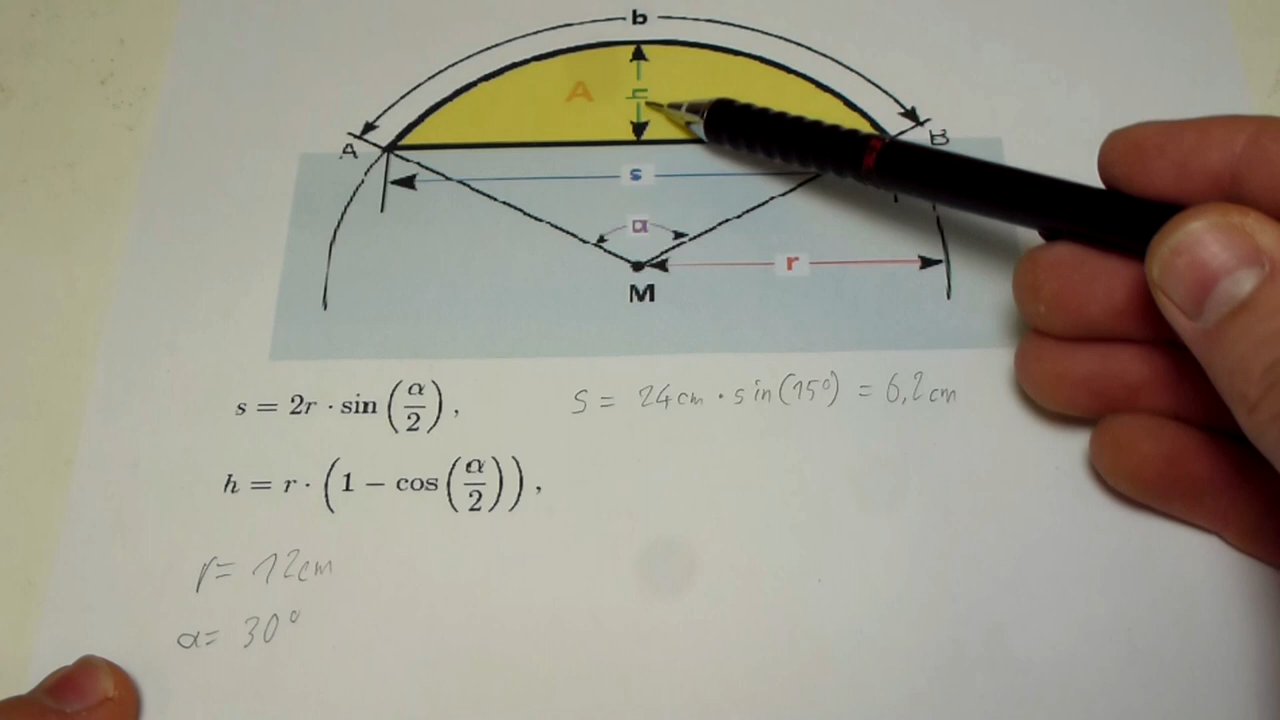 b
A
h
A
B
s
α
r
M
s = 2r · sin(α/2),
S = 24cm · sin(15°) = 6,2cm
h = r · (1 − cos(α/2)),
r = 12cm
α = 30°